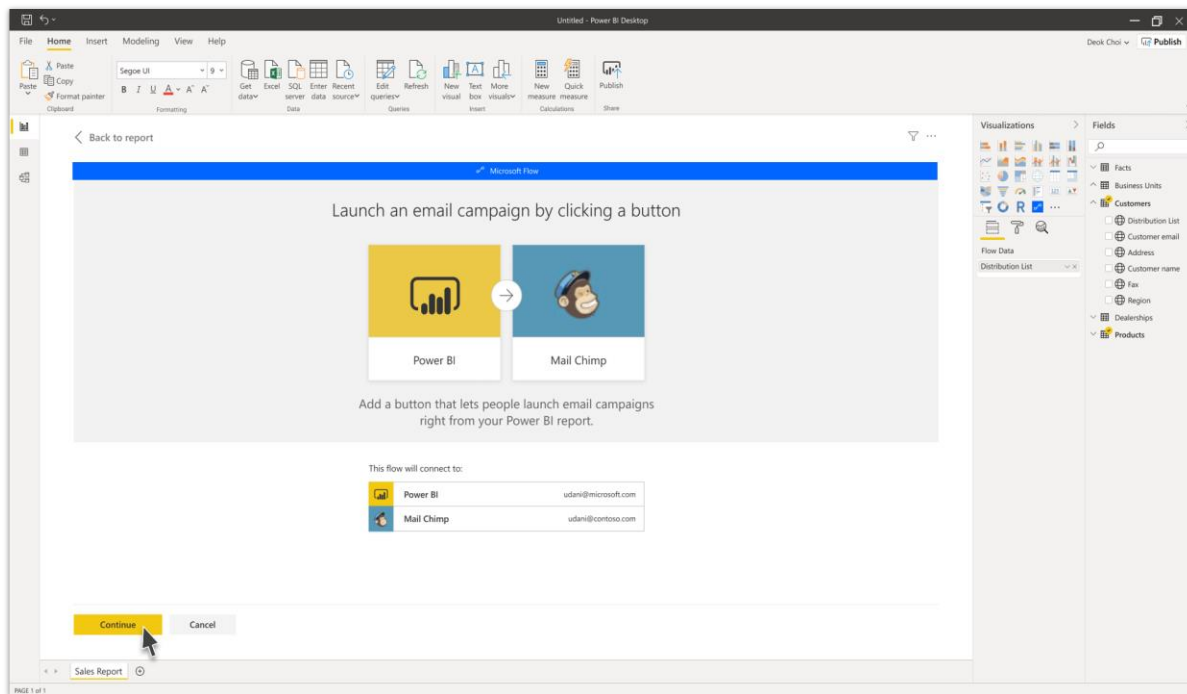 Untitled - Power BI Desktop
File Home Insert Modeling View Help
Deok Choi Publish
Paste
Cut
Copy
Format painter
Clipboard
Segoe UI 9
B I U A A A
Formatting
Get data
Excel
SQL server
Enter data
Recent source
Data
Edit queries
Refresh
Queries
New visual
Text box
More visuals
Insert
New measure
Quick measure
Calculations
Publish
Share
Back to report
Microsoft Flow
Launch an email campaign by clicking a button
Power BI
Mail Chimp
Add a button that lets people launch email campaigns
right from your Power BI report.
This flow will connect to:
Power BI udani@microsoft.com
Mail Chimp udani@contoso.com
Continue Cancel
Sales Report
PAGE 1 of 1
Visualizations
R
Flow Data
Distribution List
Fields
Facts
Business Units
Customers
Distribution List
Customer email
Address
Customer name
Fax
Region
Dealerships
Products